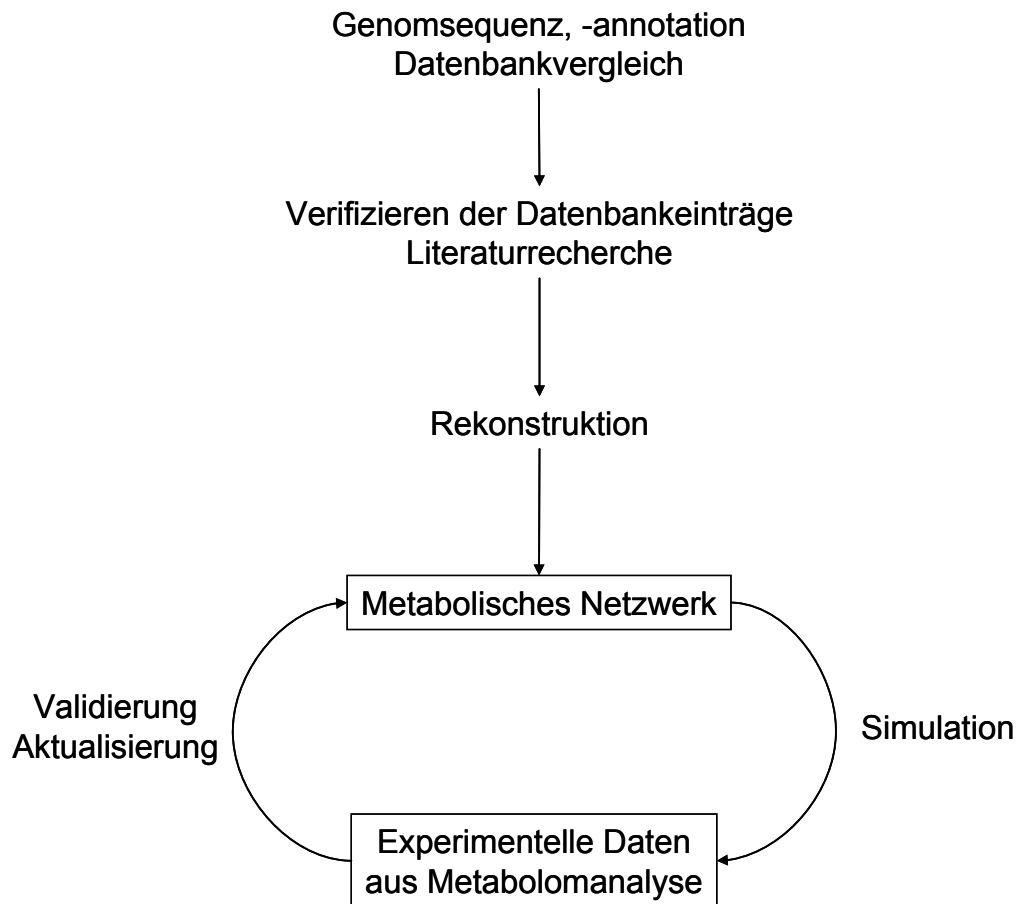 Genomsequenz, -annotation
Datenbankvergleich
Verifizieren der Datenbankeinträge
Literaturrecherche
Rekonstruktion
Metabolisches Netzwerk
Validierung
Aktualisierung
Simulation
Experimentelle Daten
aus Metabolomanalyse